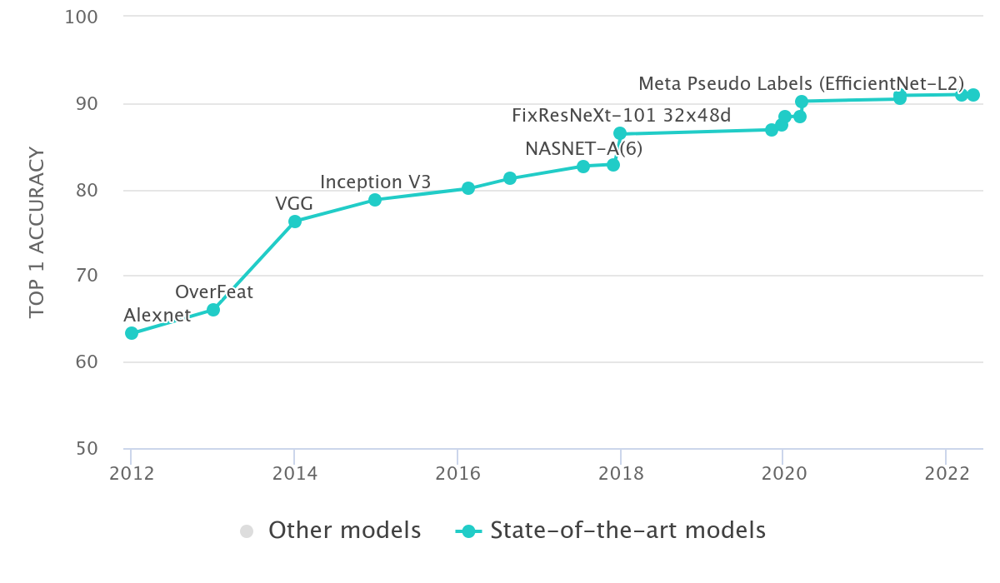 100
90
80
70
60
50
TOP 1 ACCURACY
Meta Pseudo Labels (EfficientNet-L2)
FixResNeXt-101 32x48d
NASNET-A(6)
Inception V3
VGG
OverFeat
Alexnet
2012 2014 2016 2018 2020 2022
Other models State-of-the-art models